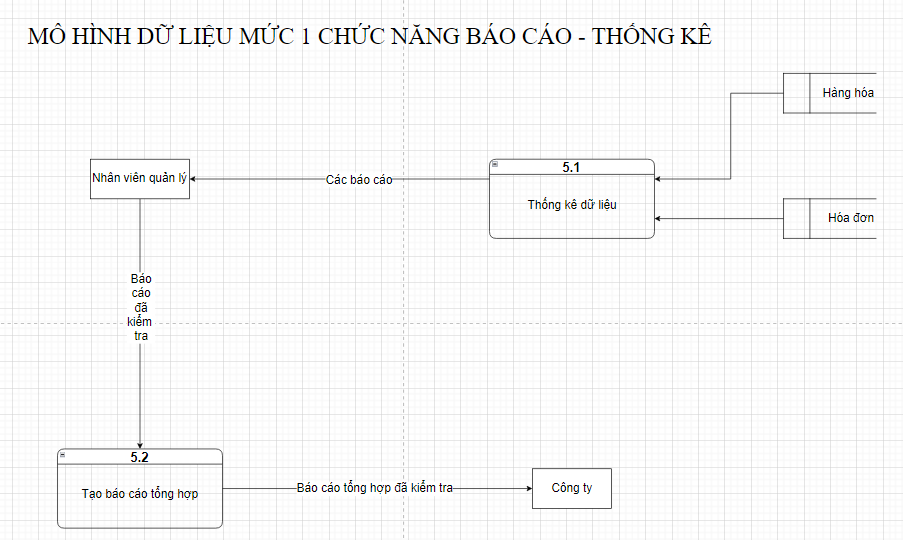 MÔ HÌNH DỮ LIỆU MỨC 1 CHỨC NĂNG BÁO CÁO - THỐNG KÊ
Hàng hóa
5.1
Nhân viên quản lý
Các báo cáo
Thống kê dữ liệu
Hóa đơn
Báo
cáo
đã
kiểm
tra
5.2
Tạo báo cáo tổng hợp
Báo cáo tổng hợp đã kiểm tra
Công ty